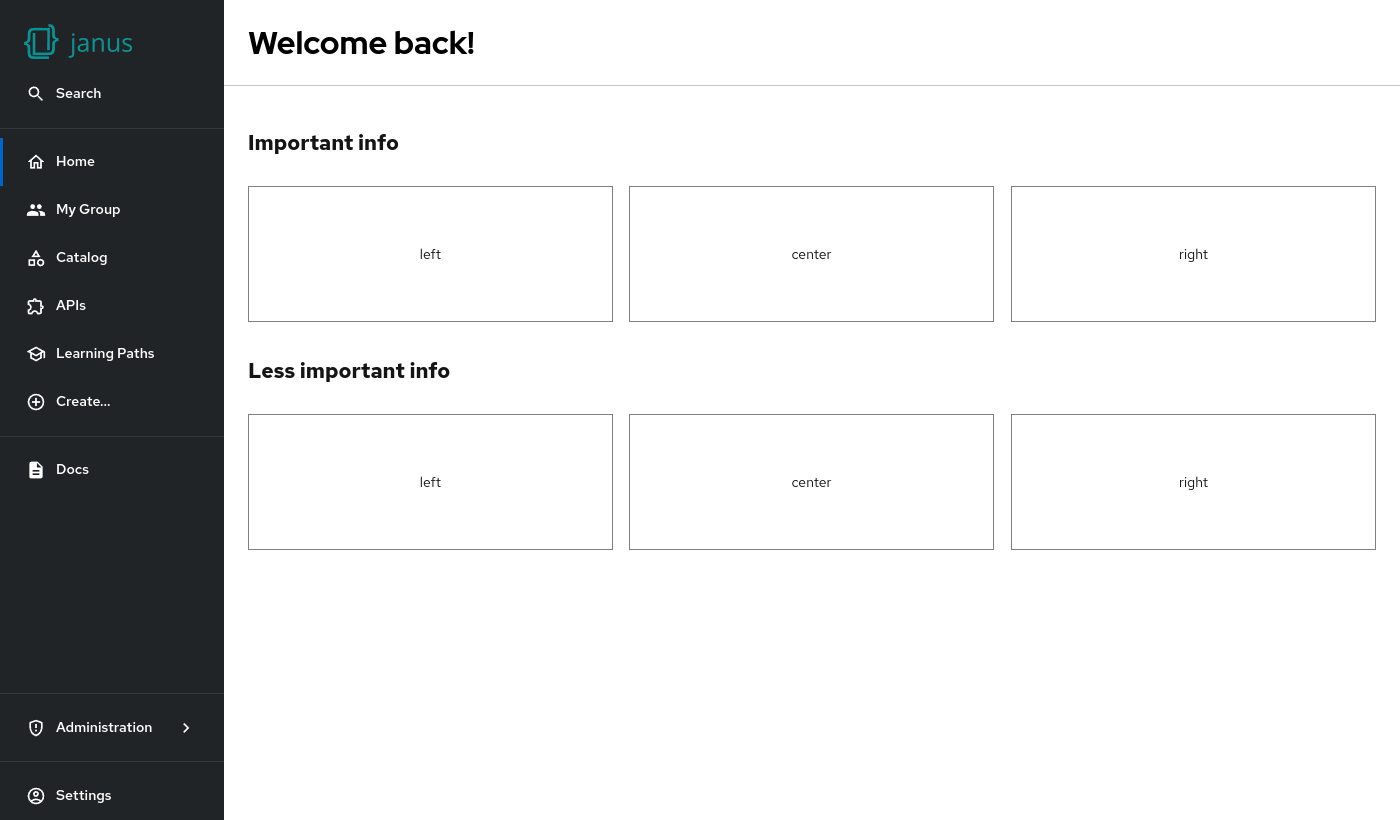 janus
Search
Home
My Group
Catalog
APIs
Learning Paths
Create...
Docs
Administration
Settings
Welcome back!
Important info
left center right
Less important info
left center right